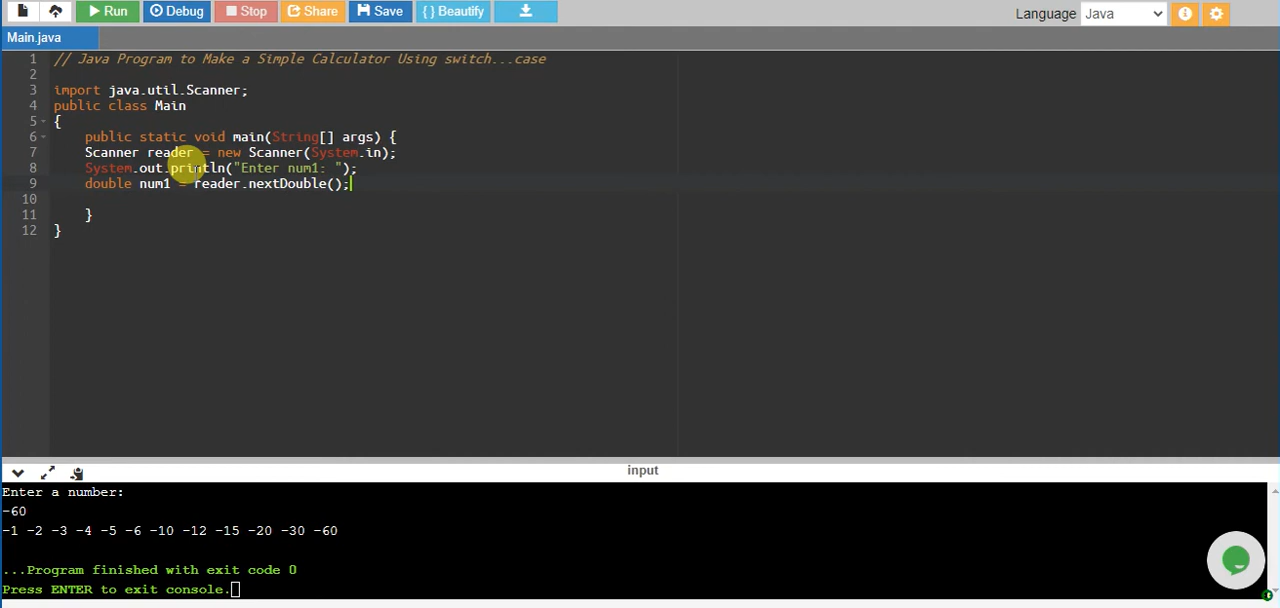 Run Debug Stop Share Save { } Beautify Language Java
Main.java
1 // Java Program to Make a Simple Calculator Using switch...case
2
3 import java.util.Scanner;
4 public class Main
5 {
6 public static void main(String[] args) {
7 Scanner reader = new Scanner(System.in);
8 System.out.println("Enter num1: ");
9 double num1 = reader.nextDouble();
10
11 }
12 }
input
Enter a number:
-60
-1 -2 -3 -4 -5 -6 -10 -12 -15 -20 -30 -60
...Program finished with exit code 0
Press ENTER to exit console.